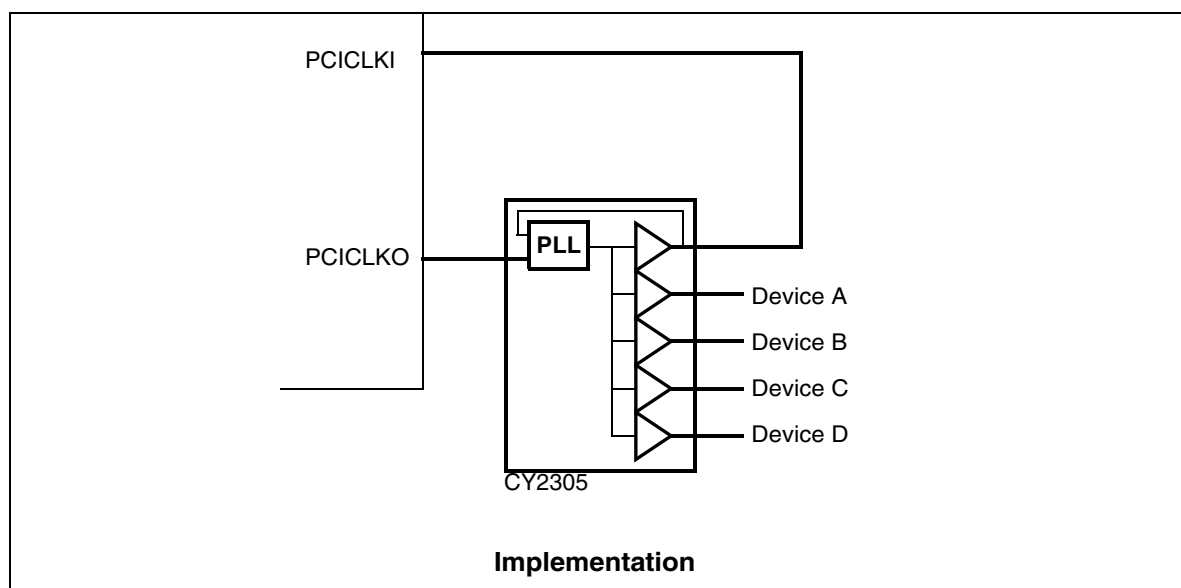 PCICLKI
PCICLKO
PLL
Device A
Device B
Device C
Device D
CY2305
Implementation